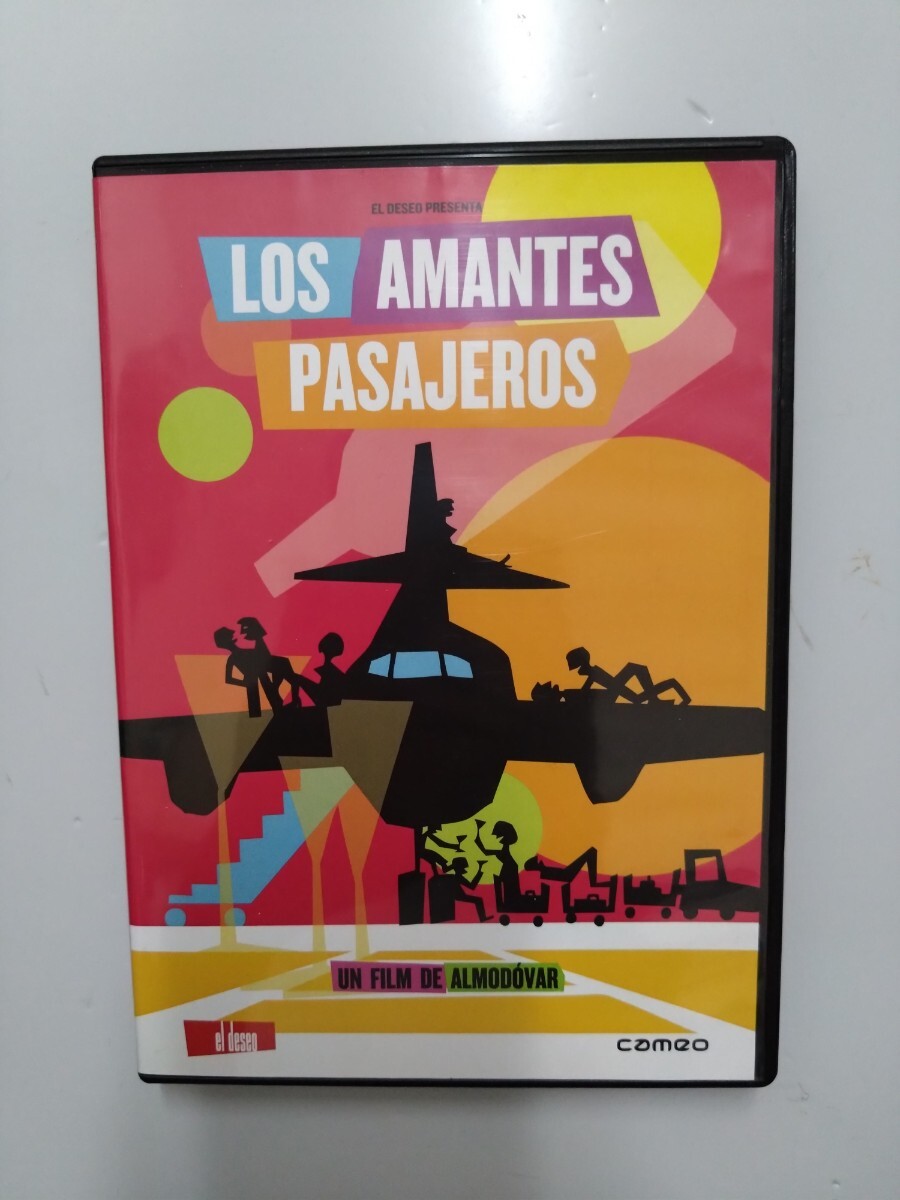 EL DESEO PRESENTA
LOS AMANTES
PASAJEROS
UN FILM DE ALMODÓVAR
el deseo
cameo